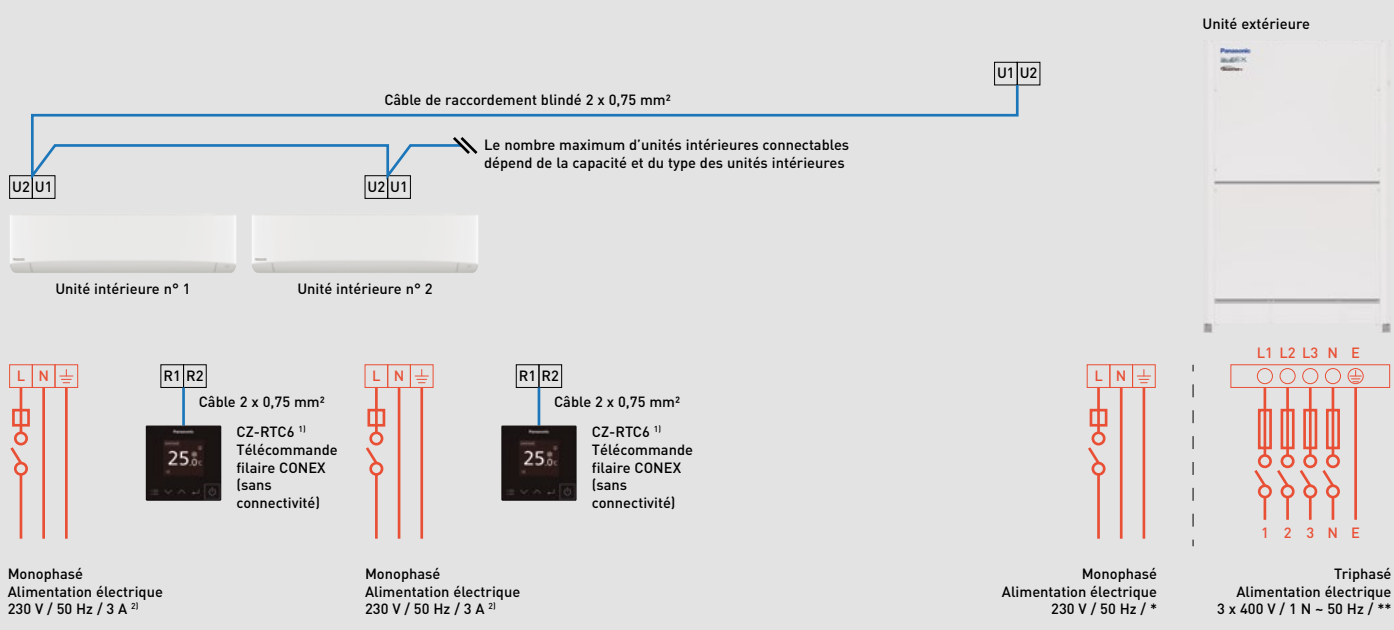 Unité extérieure
Panasonic
U1 U2
Câble de raccordement blindé 2 x 0,75 mm²
Le nombre maximum d'unités intérieures connectables
dépend de la capacité et du type des unités intérieures
U2 U1
U2 U1
Unité intérieure n° 1
Unité intérieure n° 2
L1 L2 L3 N E
L N
R1 R2
L N
R1 R2
L N
Câble 2 x 0,75 mm²
Câble 2 x 0,75 mm²
Panasonic
25.0c
CZ-RTC6 ¹⁾
Télécommande
filaire CONEX
(sans
connectivité)
Panasonic
25.0c
CZ-RTC6 ¹⁾
Télécommande
filaire CONEX
(sans
connectivité)
1 2 3 N E
Monophasé
Alimentation électrique
230 V / 50 Hz / 3 A ²⁾
Monophasé
Alimentation électrique
230 V / 50 Hz / 3 A ²⁾
Monophasé
Alimentation électrique
230 V / 50 Hz / *
Triphasé
Alimentation électrique
3 x 400 V / 1 N ~ 50 Hz / **